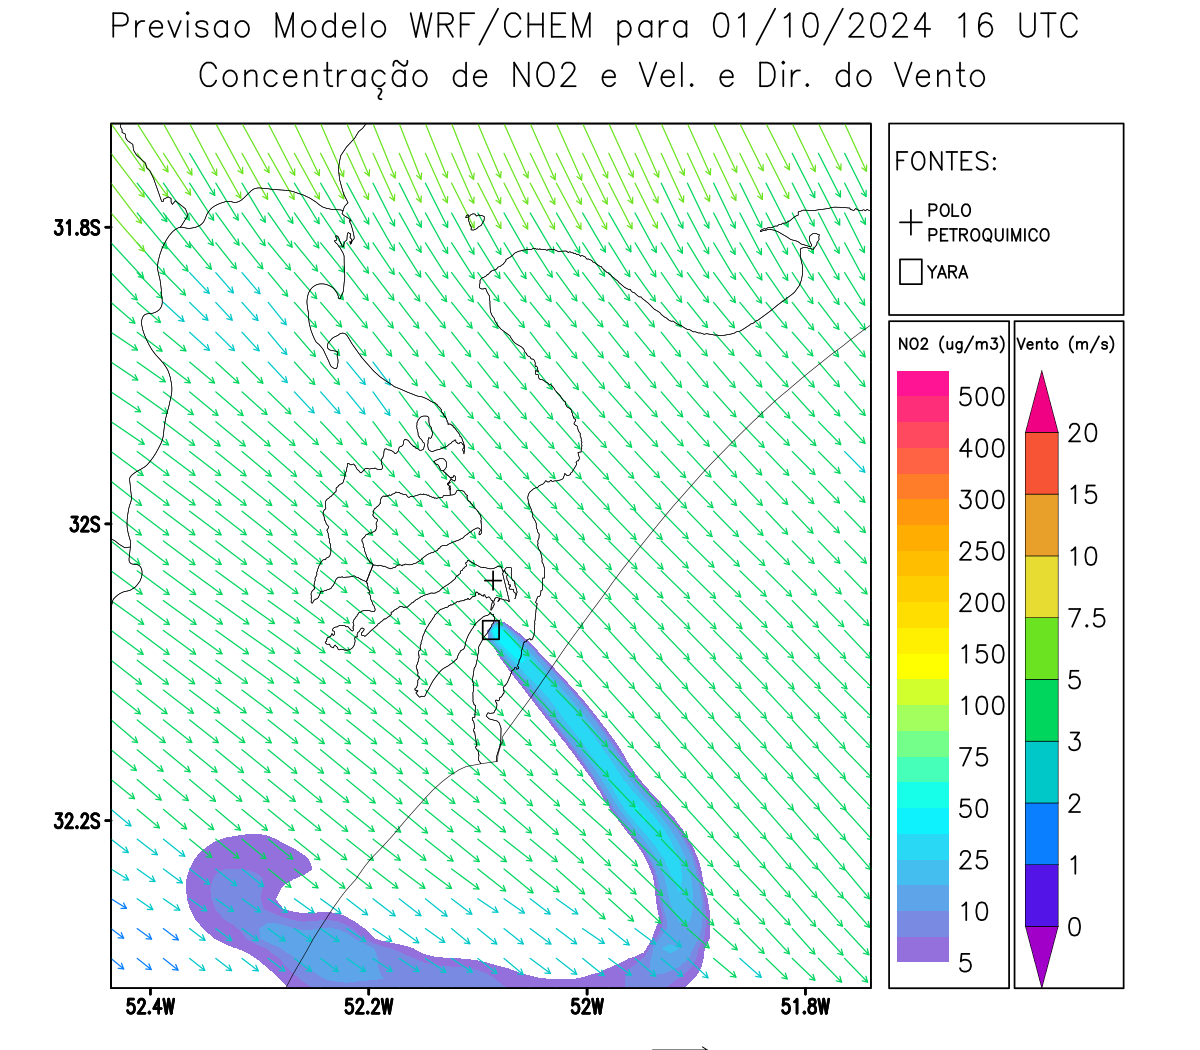 Previsao Modelo WRF/CHEM para 01/10/2024 16 UTC
Concentração de NO2 e Vel. e Dir. do Vento
FONTES:
POLO
PETROQUIMICO
YARA
NO2 (ug/m3)
500
400
300
250
200
150
100
75
50
25
10
5
Vento (m/s)
20
15
10
7.5
5
3
2
1
0
31.8S
32S
32.2S
52.4W 52.2W 52W 51.8W